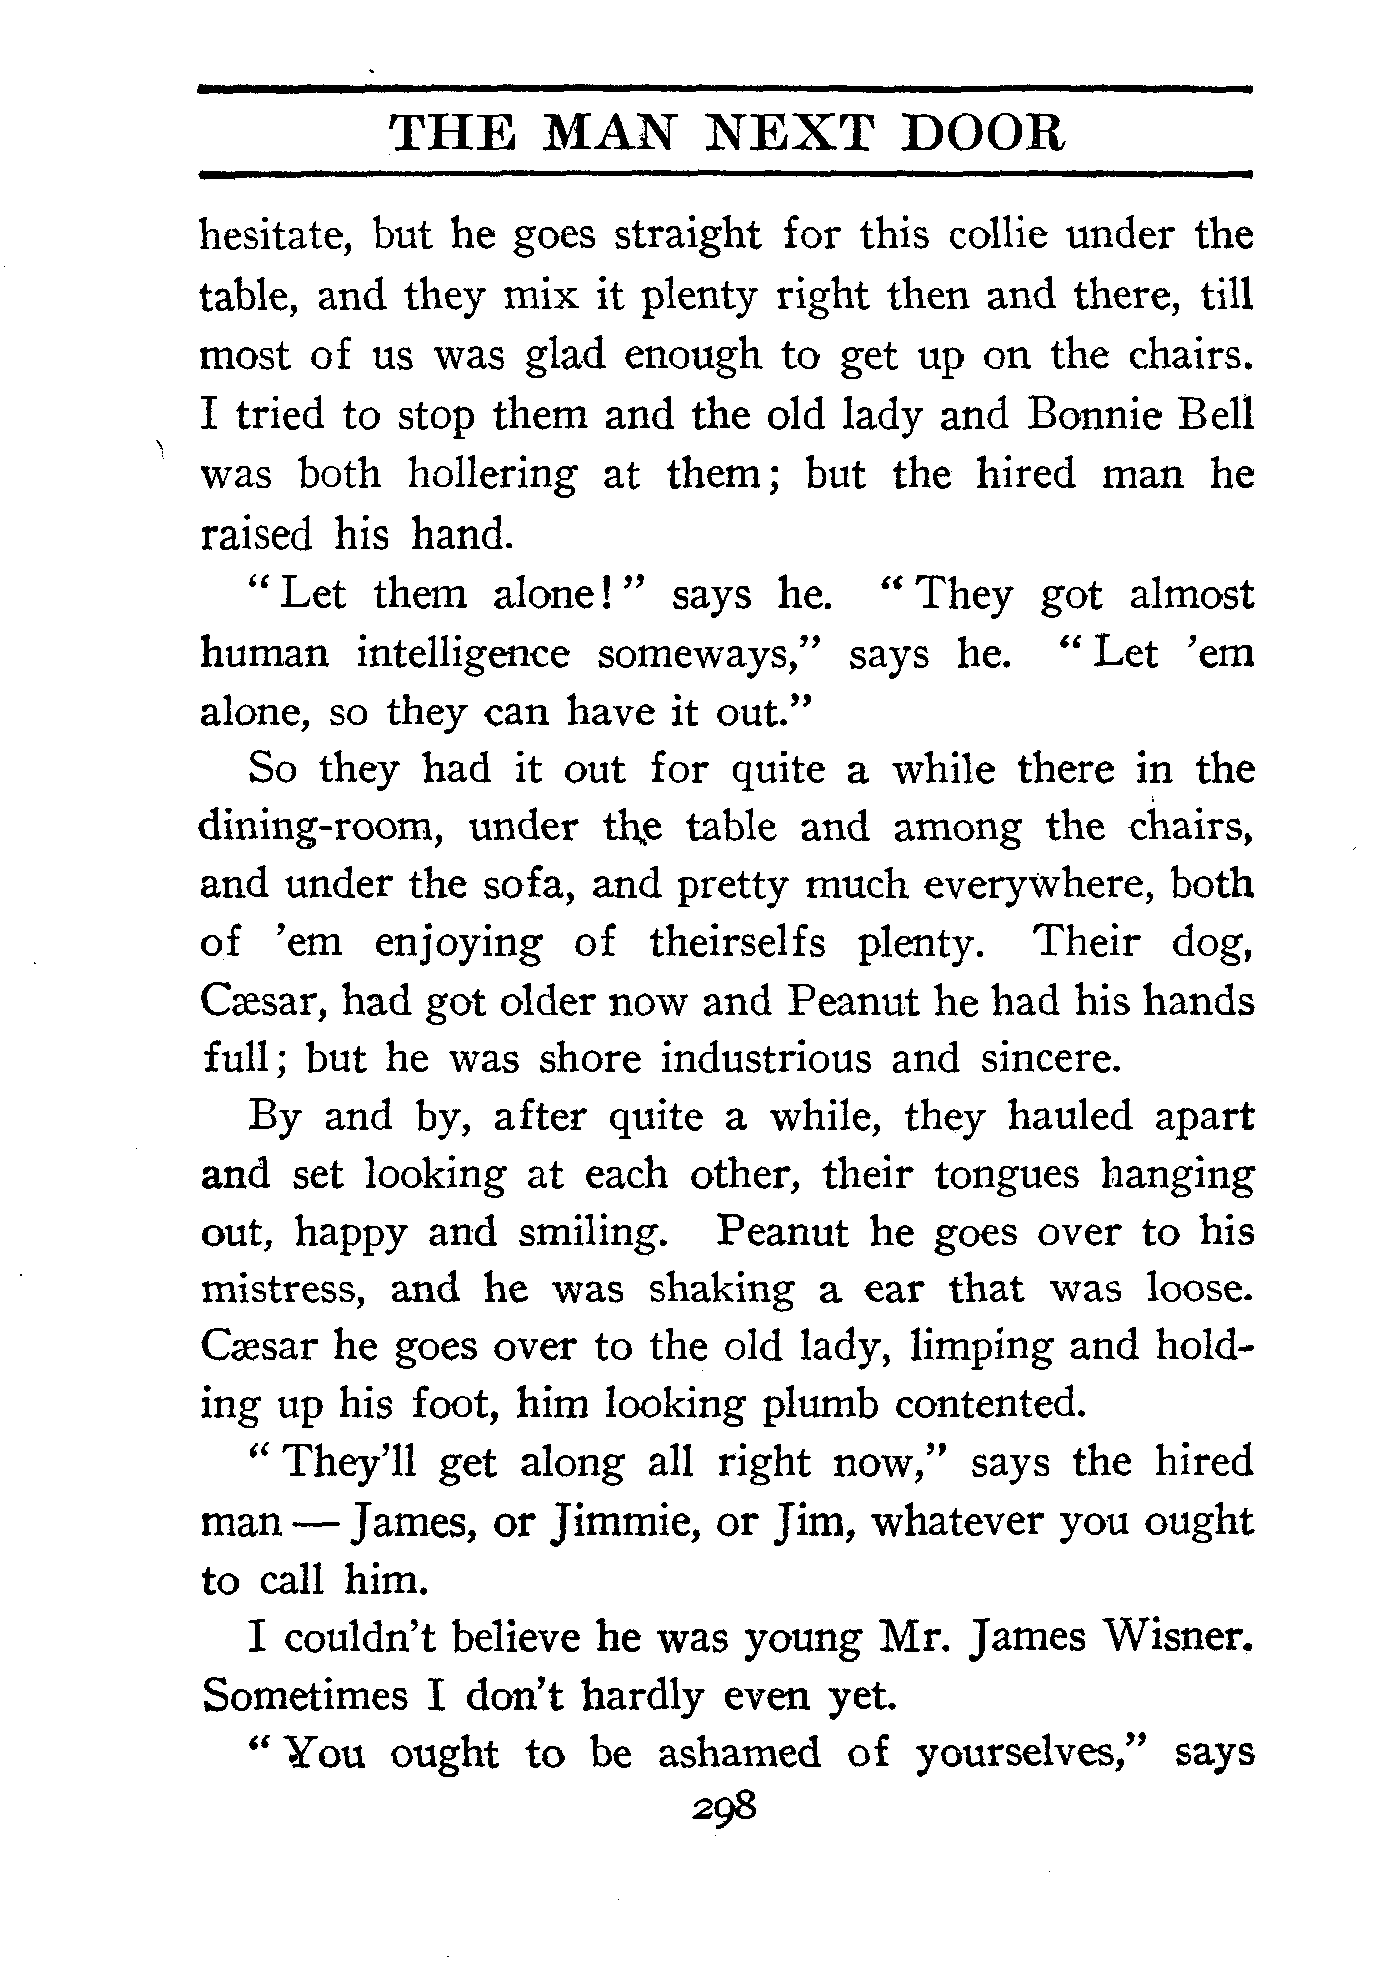 THE MAN NEXT DOOR
hesitate, but he goes straight for this collie under the
table, and they mix it plenty right then and there, till
most of us was glad enough to get up on the chairs.
I tried to stop them and the old lady and Bonnie Bell
was both hollering at them; but the hired man he
raised his hand.
"Let them alone!" says he. "They got almost
human intelligence someways," says he. "Let 'em
alone, so they can have it out."
So they had it out for quite a while there in the
dining-room, under the table and among the chairs,
and under the sofa, and pretty much everywhere, both
of 'em enjoying of theirselfs plenty. Their dog,
Cæsar, had got older now and Peanut he had his hands
full; but he was shore industrious and sincere.
By and by, after quite a while, they hauled apart
and set looking at each other, their tongues hanging
out, happy and smiling. Peanut he goes over to his
mistress, and he was shaking a ear that was loose.
Cæsar he goes over to the old lady, limping and hold-
ing up his foot, him looking plumb contented.
"They'll get along all right now," says the hired
man — James, or Jimmie, or Jim, whatever you ought
to call him.
I couldn't believe he was young Mr. James Wisner.
Sometimes I don't hardly even yet.
"You ought to be ashamed of yourselves," says
298